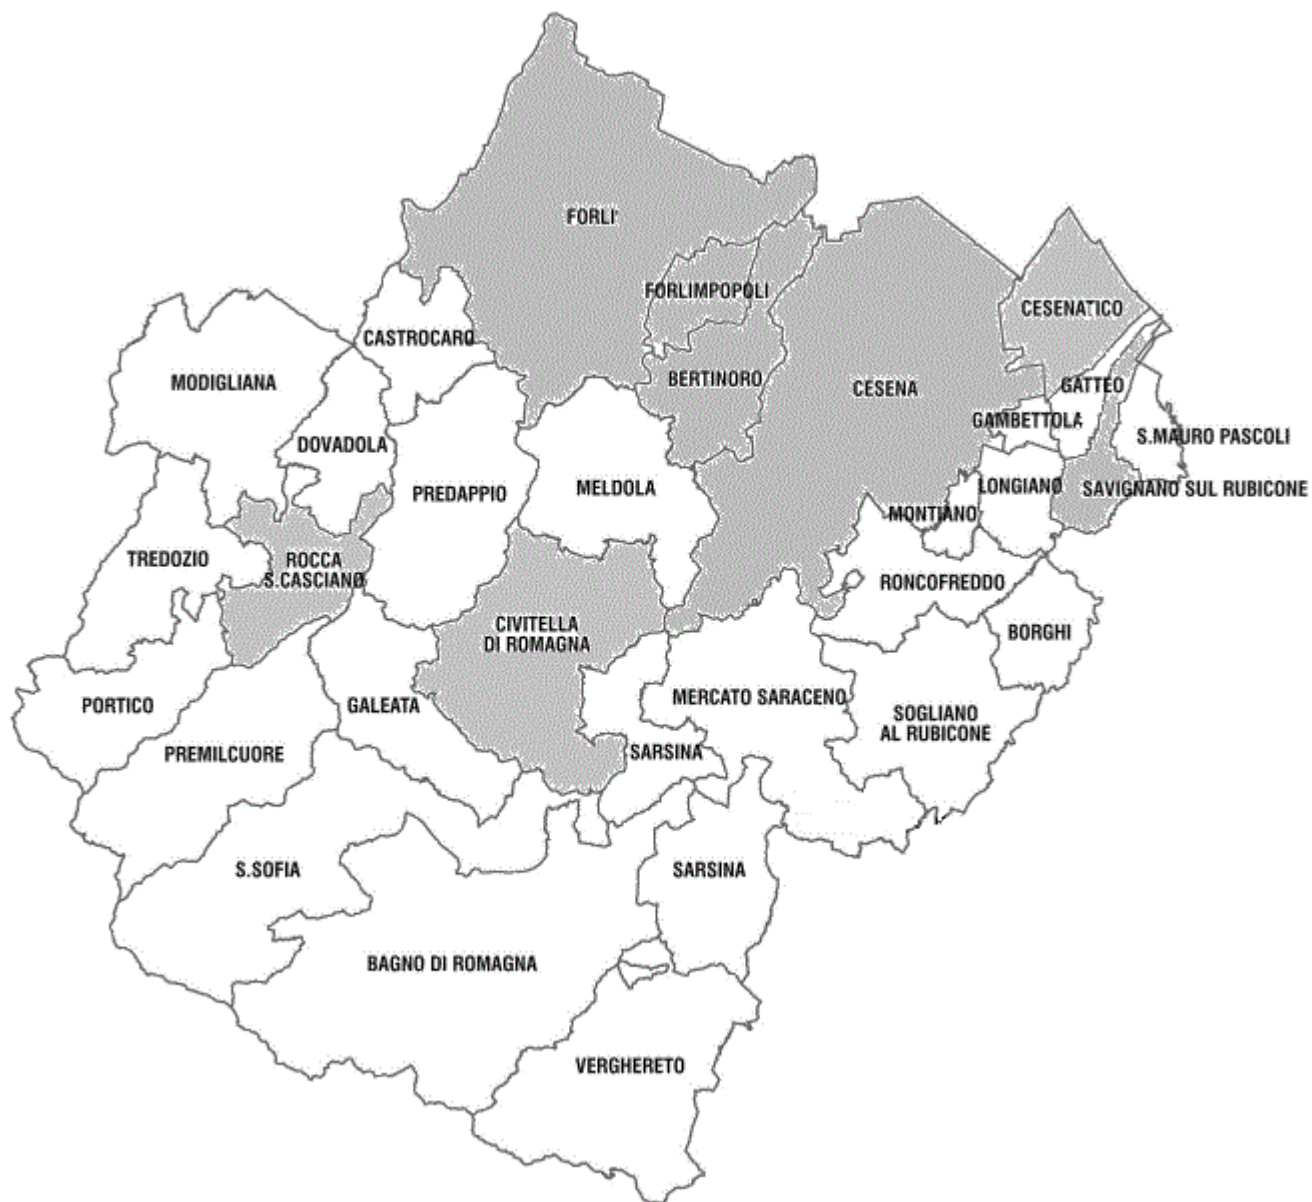 FORLI'
FORLIMPOPOLI
CESENATICO
CASTROCARO
MODIGLIANA
BERTINORO
CESENA
GATTEO
GAMBETTOLA
S.MAURO PASCOLI
DOVADOLA
PREDAPPIO
MELDOLA
LONGIANO
SAVIGNANO SUL RUBICONE
MONTIANO
TREDOZIO
ROCCA
S.CASCIANO
RONCOFREDDO
CIVITELLA
DI ROMAGNA
BORGHI
PORTICO
GALEATA
MERCATO SARACENO
SOGLIANO
AL RUBICONE
PREMILCUORE
SARSINA
S.SOFIA
SARSINA
BAGNO DI ROMAGNA
VERGHERETO